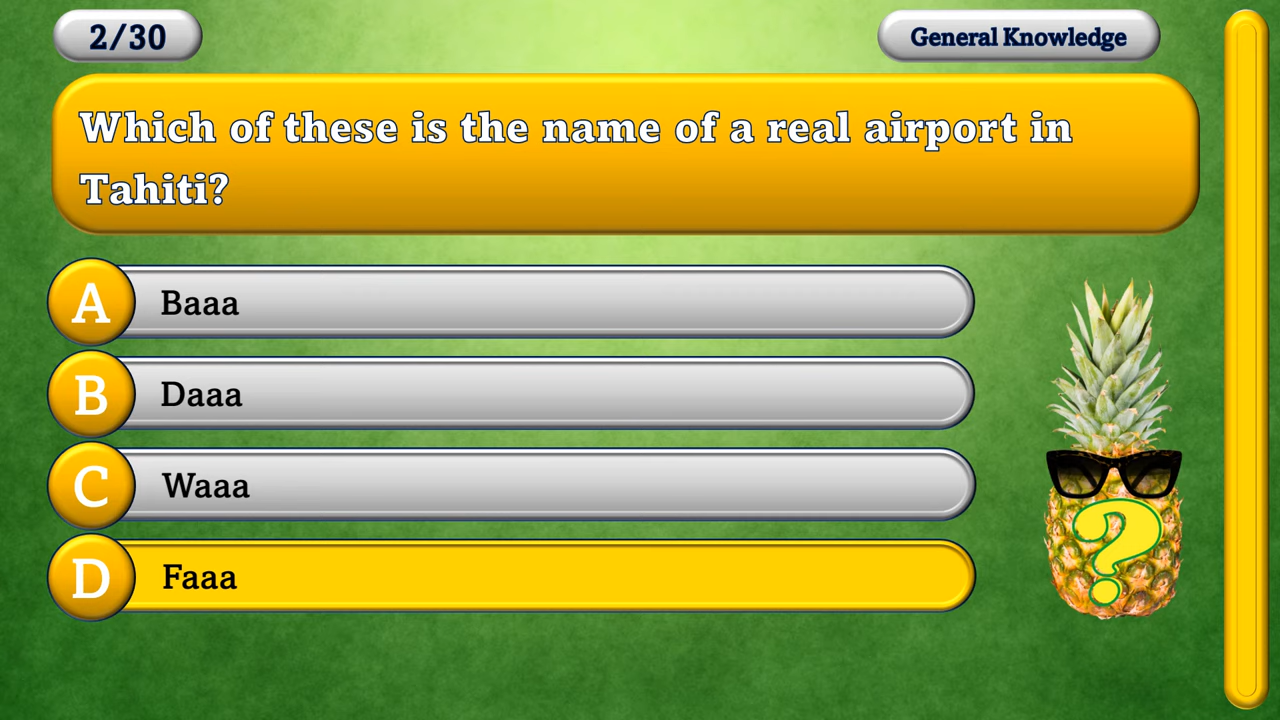 2/30
General Knowledge
Which of these is the name of a real airport in
Tahiti?
A Baaa
B Daaa
C Waaa
D Faaa
?